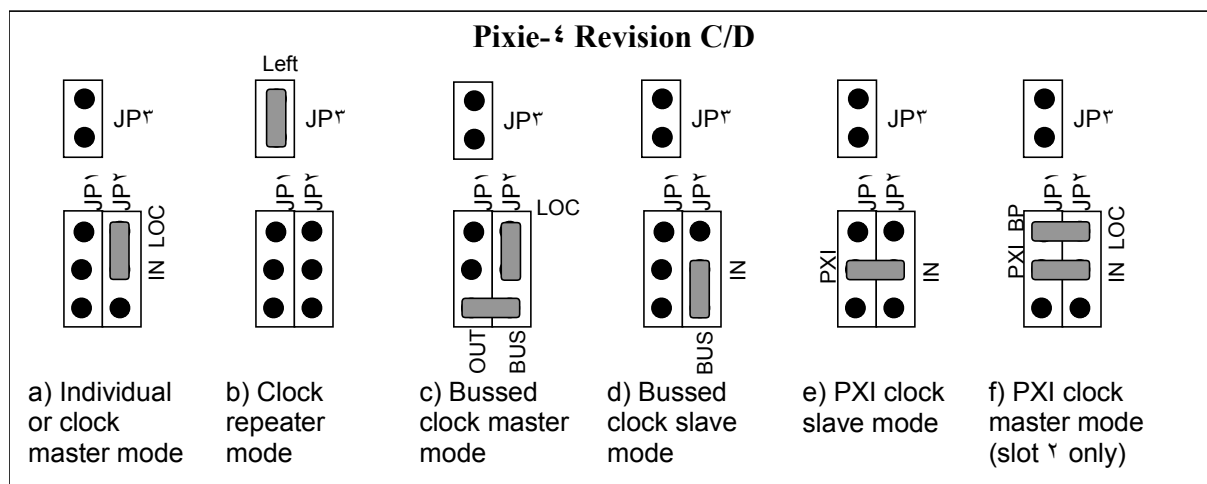 Pixie-٤ Revision C/D
Left
JP٣
JP٣
JP٣
JP٣
JP٣
JP٣
JP١ JP٢
JP١ JP٢
JP١ JP٢
JP١ JP٢
JP١ JP٢
JP١ JP٢
IN LOC
LOC
OUT
BUS
IN
BUS
PXI
IN
PXI BP
IN LOC
a) Individual
or clock
master mode
b) Clock
repeater
mode
c) Bussed
clock master
mode
d) Bussed
clock slave
mode
e) PXI clock
slave mode
f) PXI clock
master mode
(slot ٢ only)